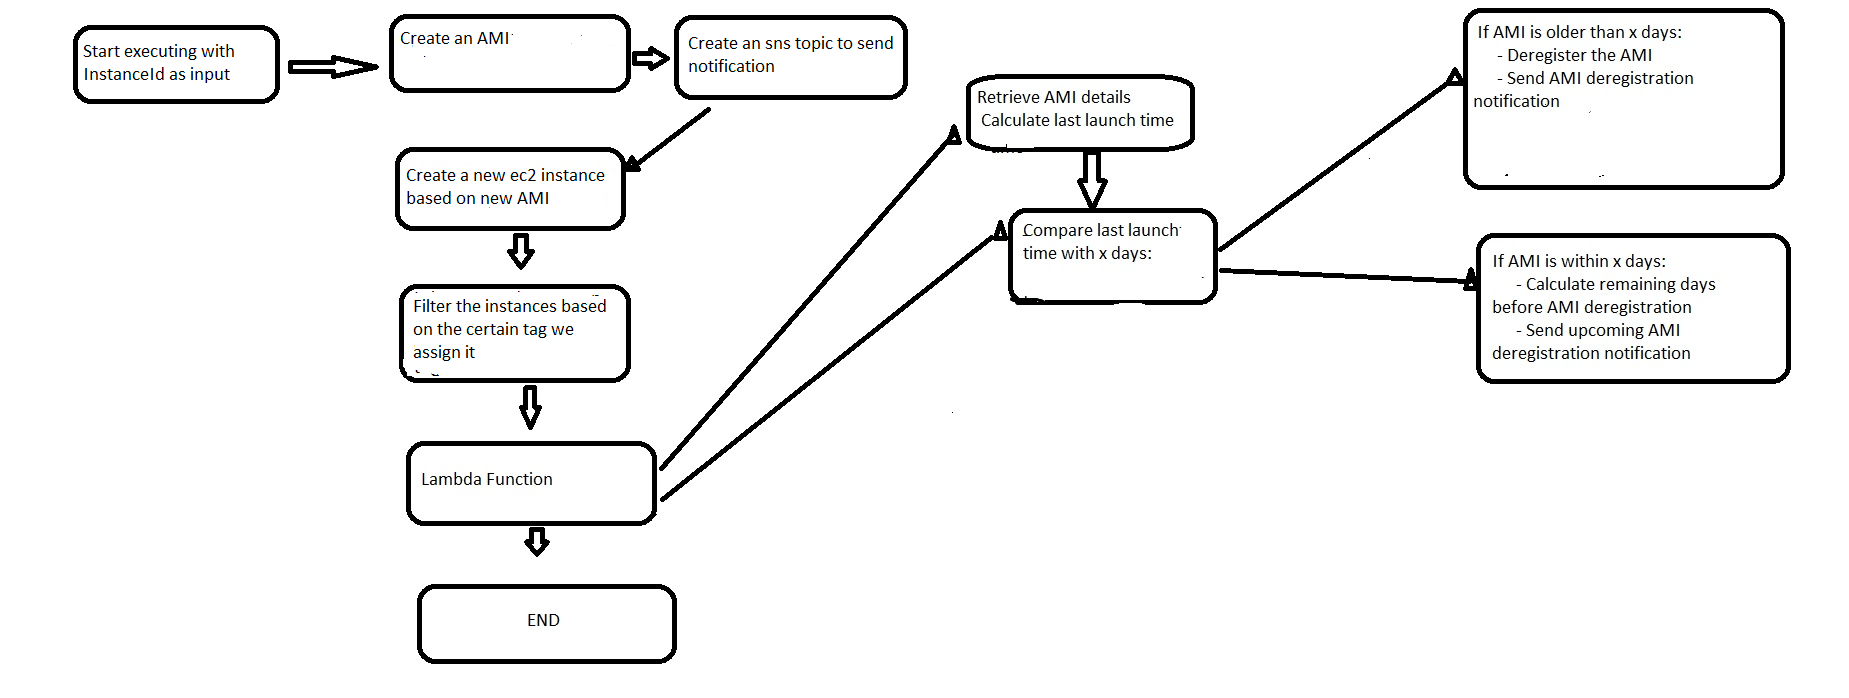 Start executing with
InstanceId as input
Create an AMI
Create an sns topic to send
notification
Create a new ec2 instance
based on new AMI
Filter the instances based
on the certain tag we
assign it
Lambda Function
END
Retrieve AMI details
Calculate last launch time
Compare last launch
time with x days:
If AMI is older than x days:
- Deregister the AMI
- Send AMI deregistration
notification
If AMI is within x days:
- Calculate remaining days
before AMI deregistration
- Send upcoming AMI
deregistration notification